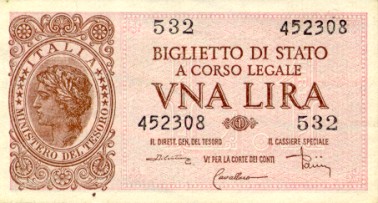 532 452308
BIGLIETTO DI STATO
A CORSO LEGALE
VNA LIRA
452308 532
IL DIRETT. GEN. DEL TESORO IL CASSIERE SPECIALE
VI PER LA CORTE DEI CONTI
ITALIA
MINISTERO DEL TESORO